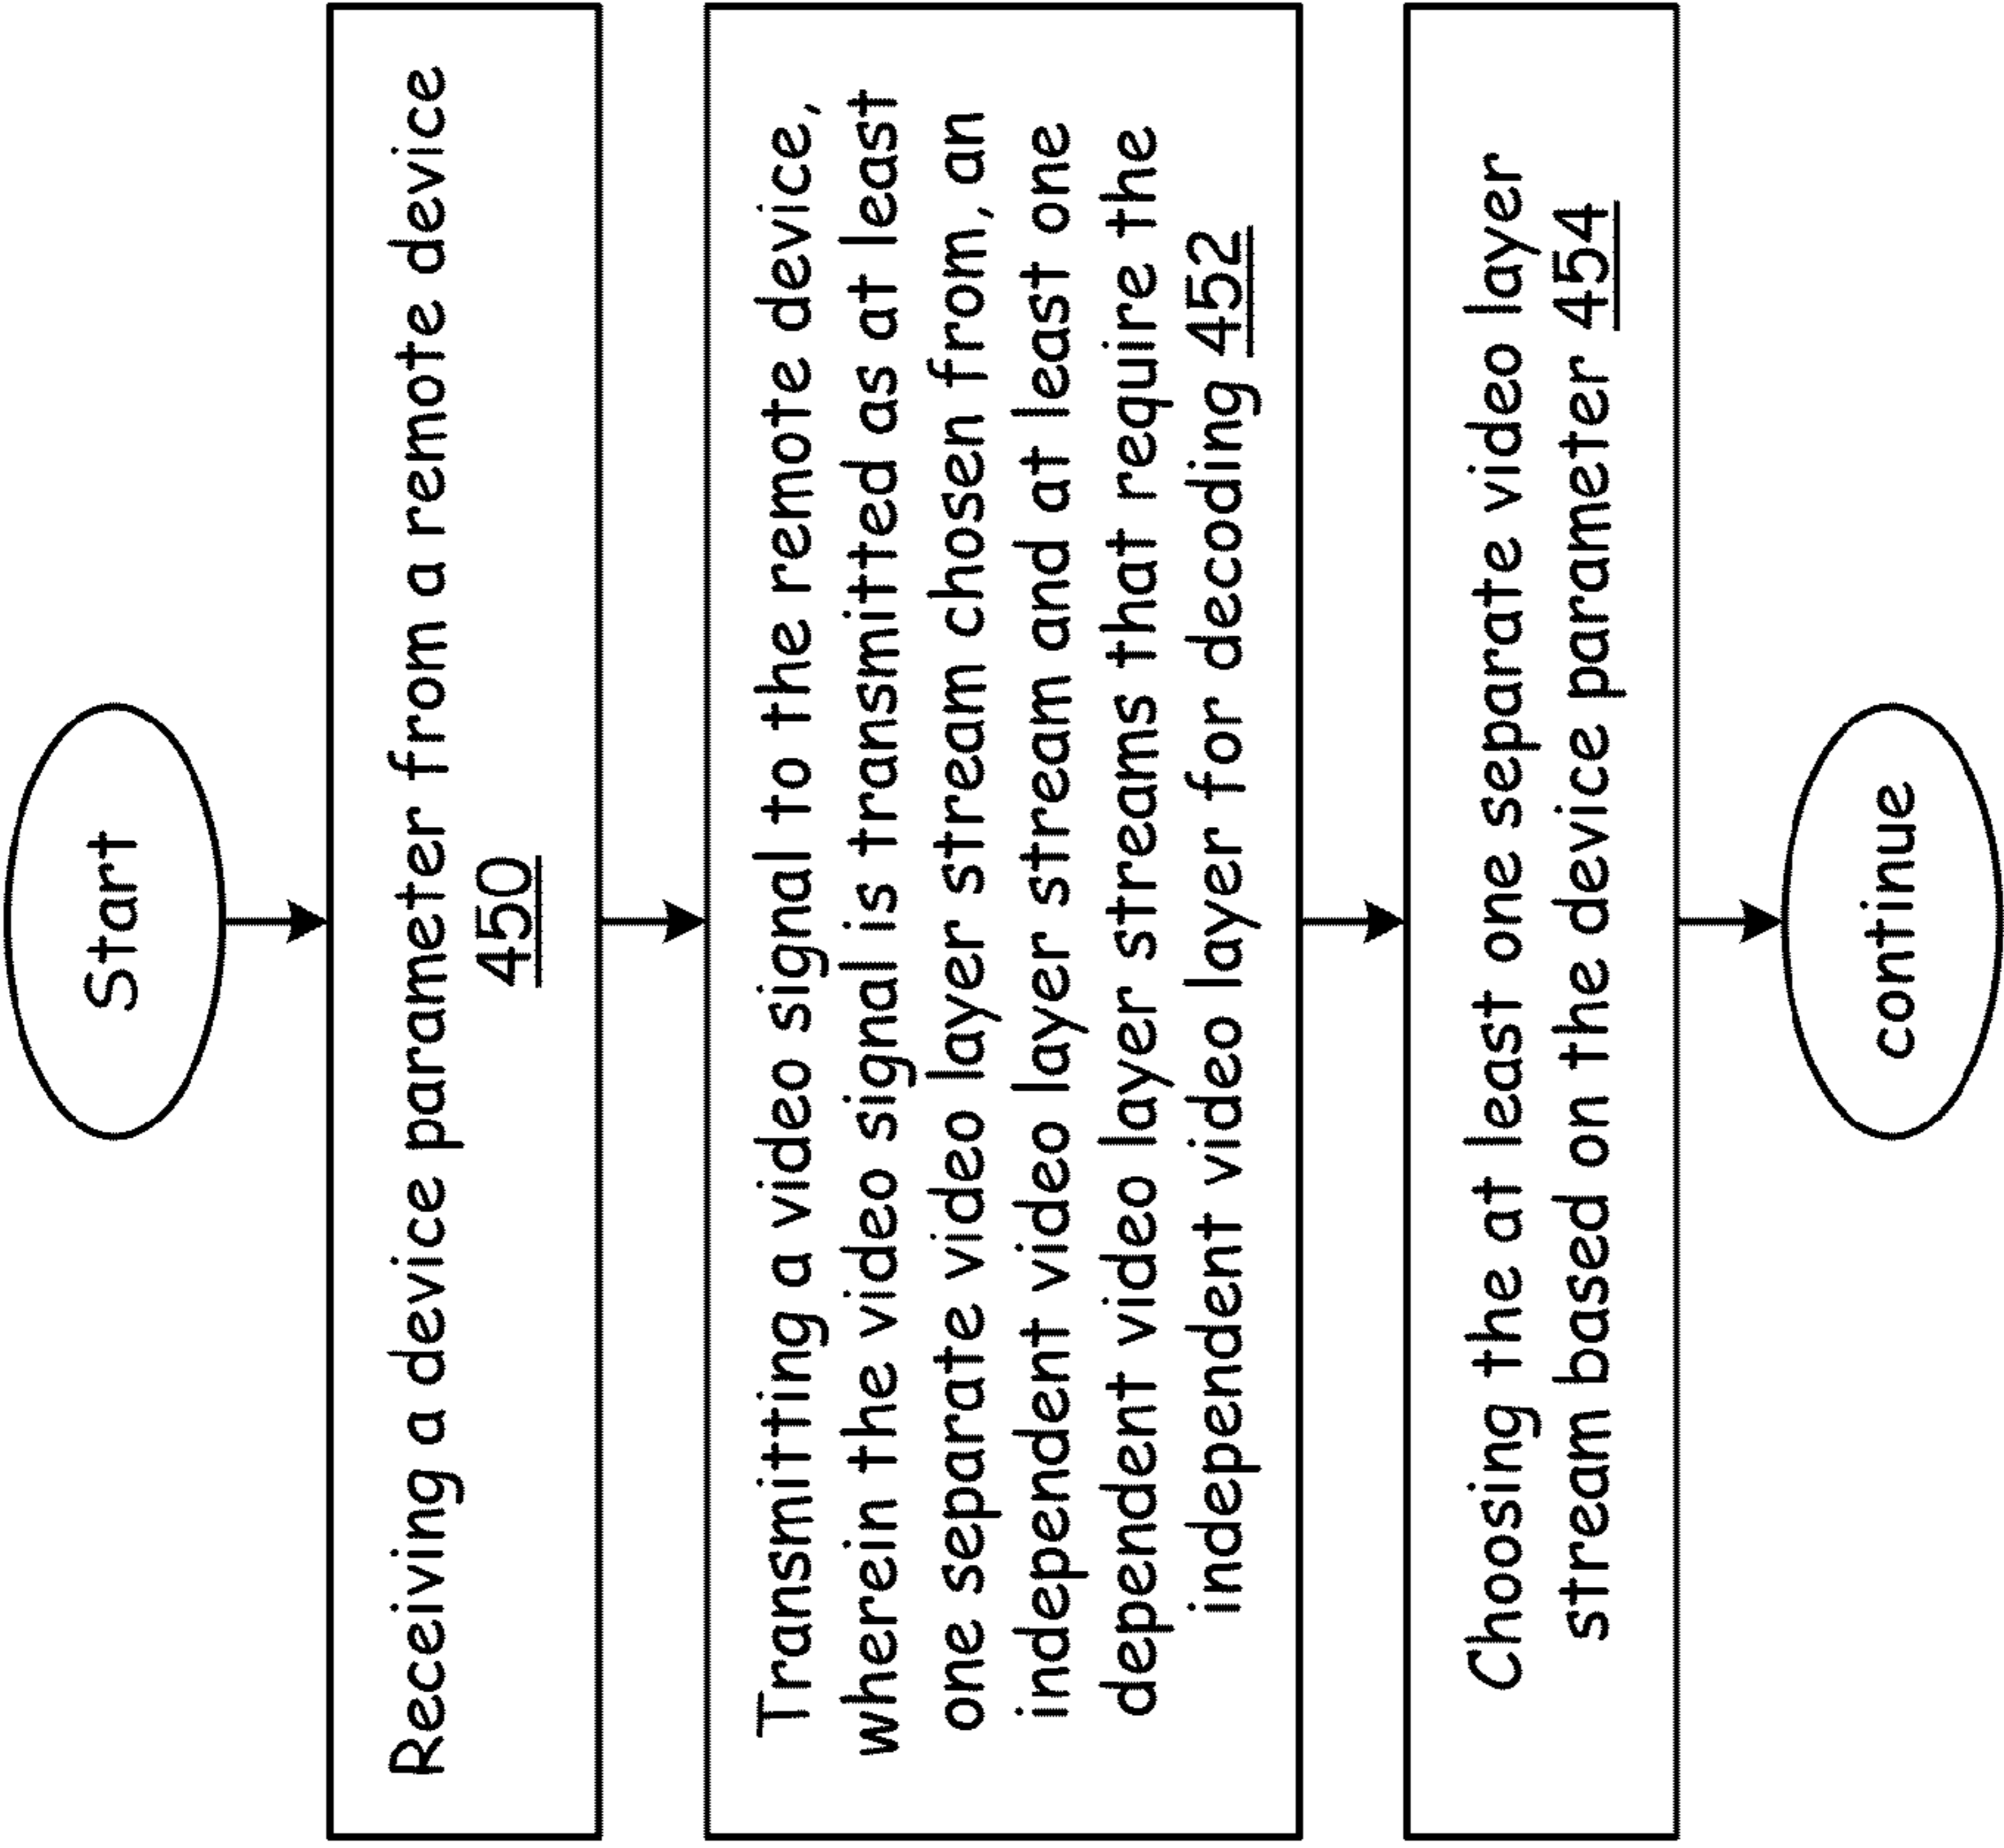 Start
Receiving a device parameter from a remote device
450
Transmitting a video signal to the remote device,
wherein the video signal is transmitted as at least
one separate video layer stream chosen from, an
independent video layer stream and at least one
dependent video layer streams that require the
independent video layer for decoding 452
Choosing the at least one separate video layer
stream based on the device parameter 454
continue